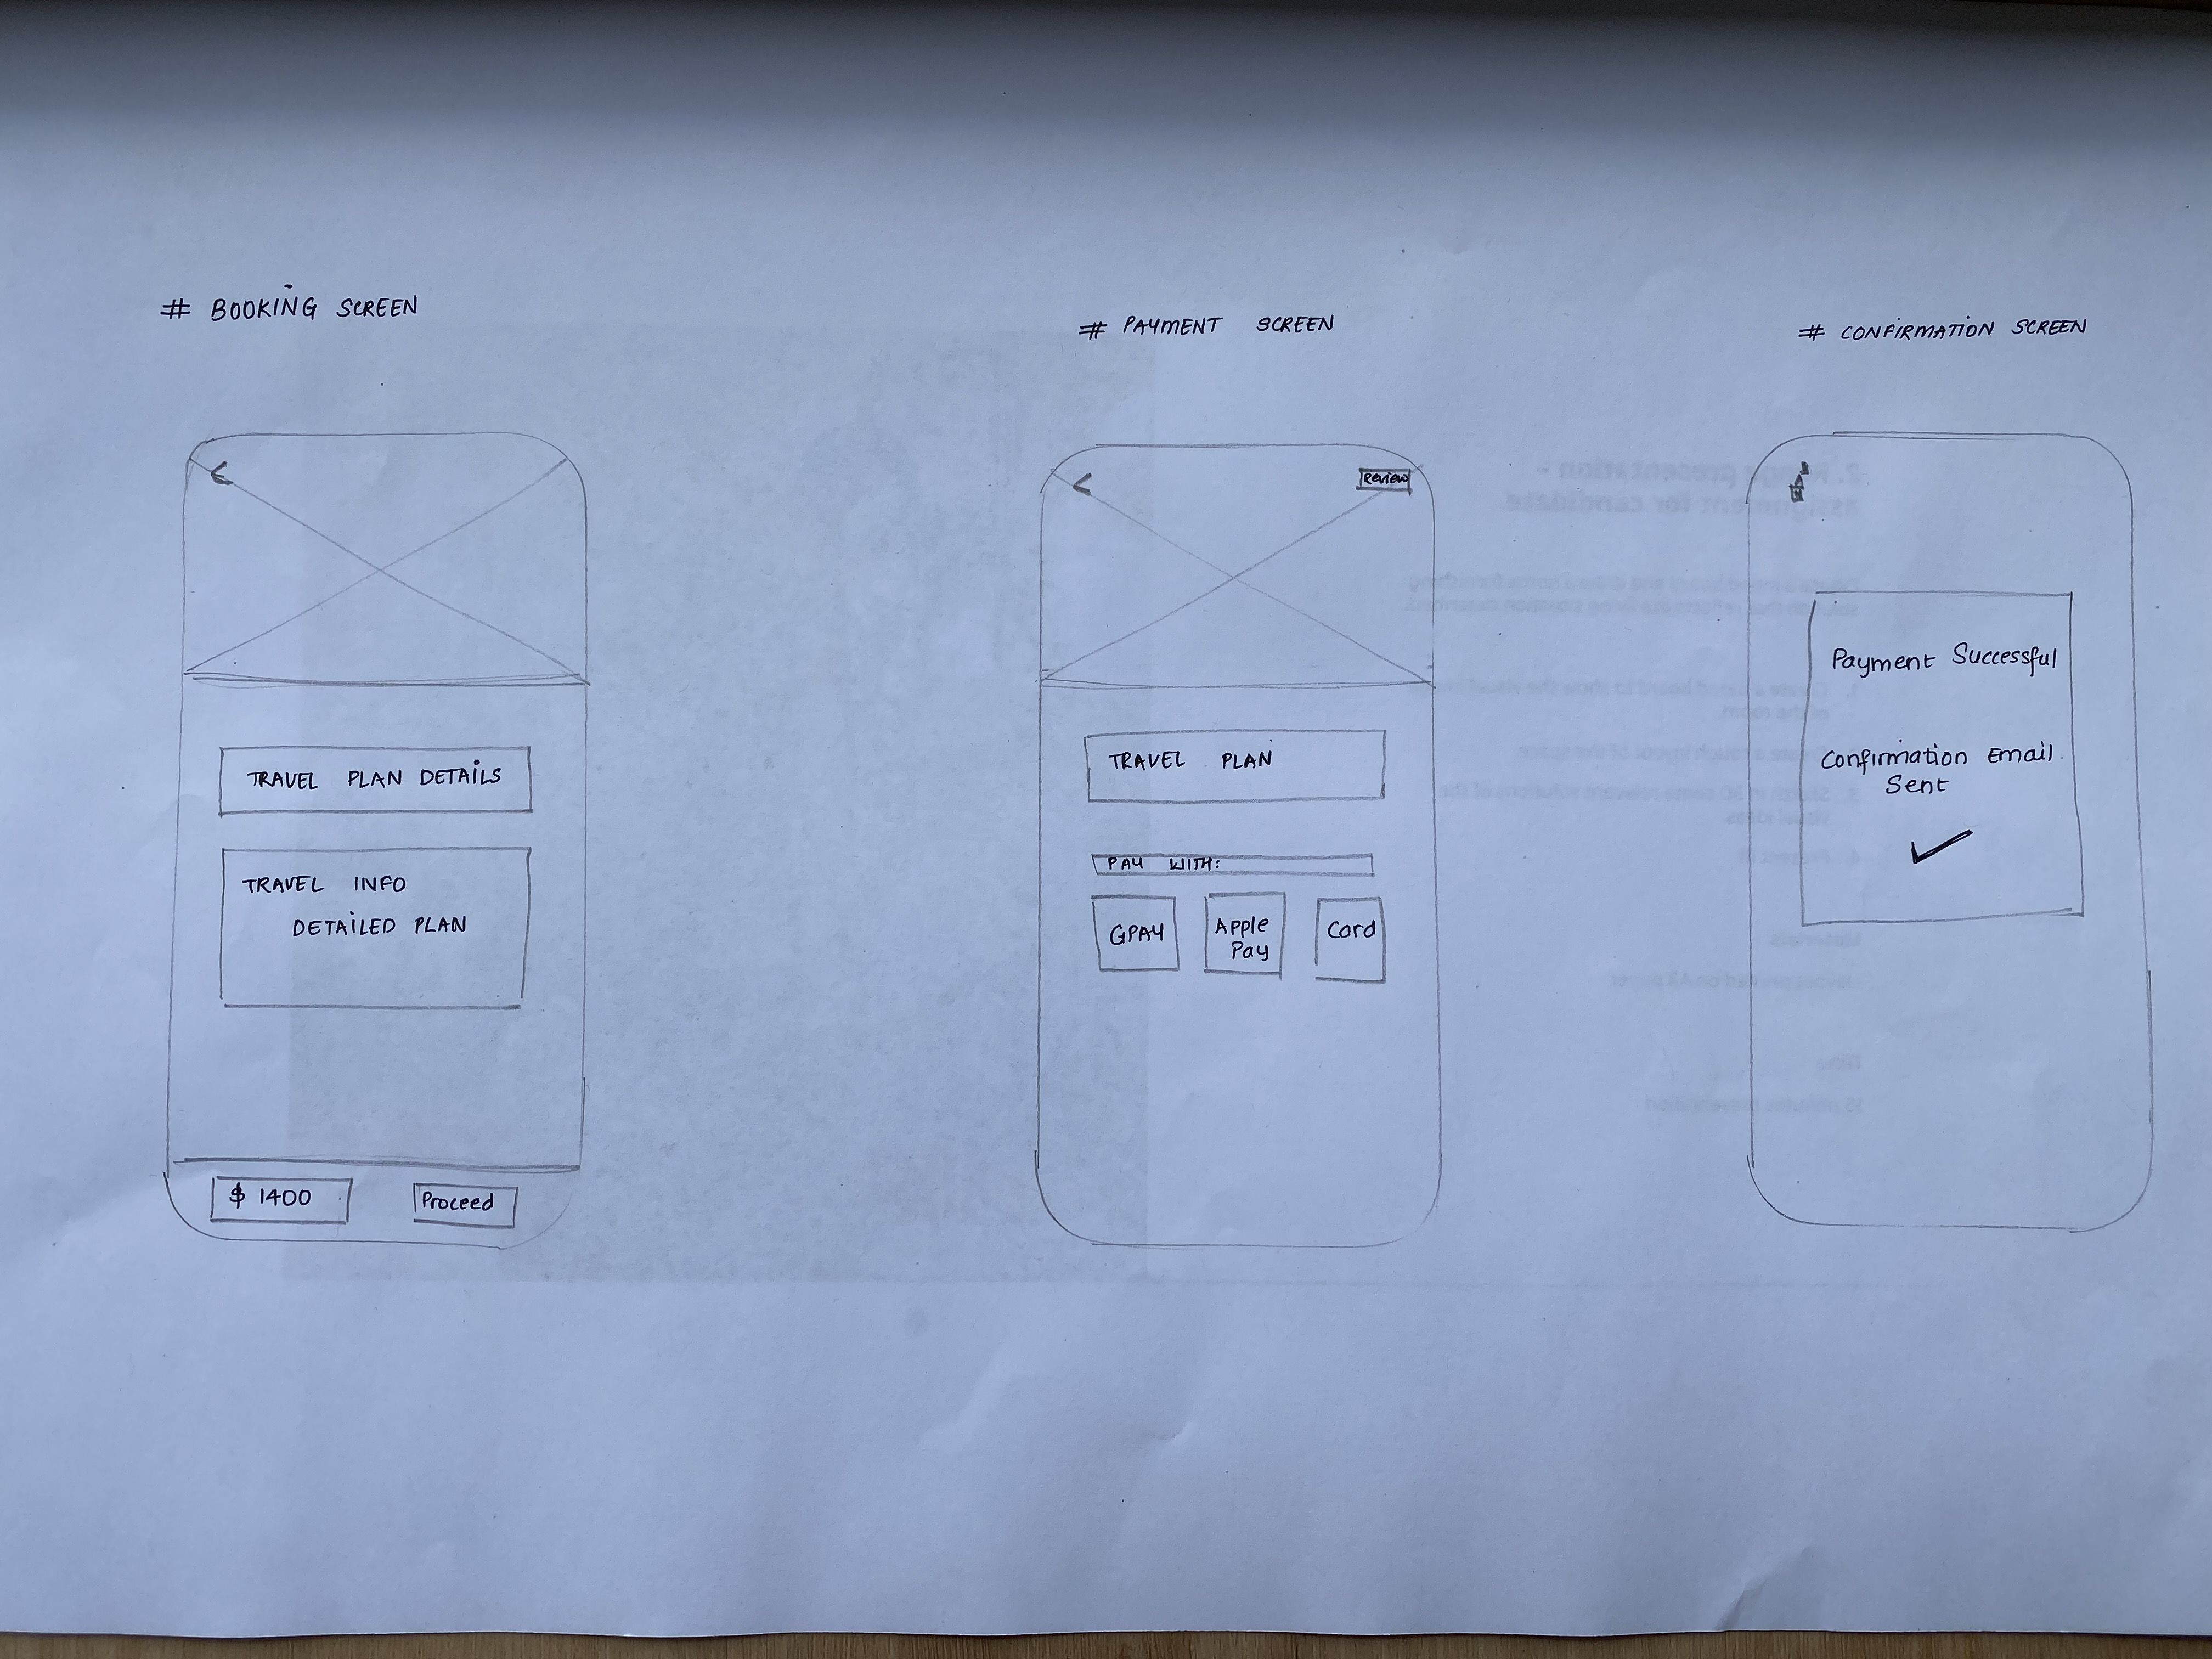 # BOOKING SCREEN
<
TRAVEL PLAN DETAILS
TRAVEL INFO
DETAILED PLAN
$ 1400
Proceed
# PAYMENT SCREEN
<
Review
TRAVEL PLAN
PAY WITH:
GPAY
Apple
Pay
Card
# CONFIRMATION SCREEN
Payment Successful
Confirmation Email
Sent